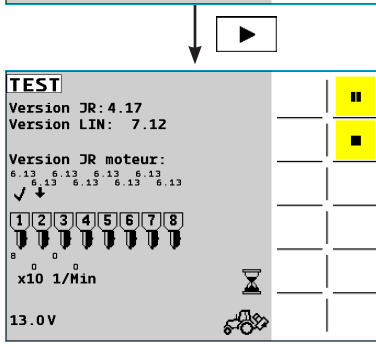 TEST
Version JR:4.17
Version LIN: 7.12
Version JR moteur:
6.13 6.13 6.13 6.13
6.13 6.13 6.13 6.13
1 2 3 4 5 6 7 8
8 0
0 0
x10 1/Min
13.0V